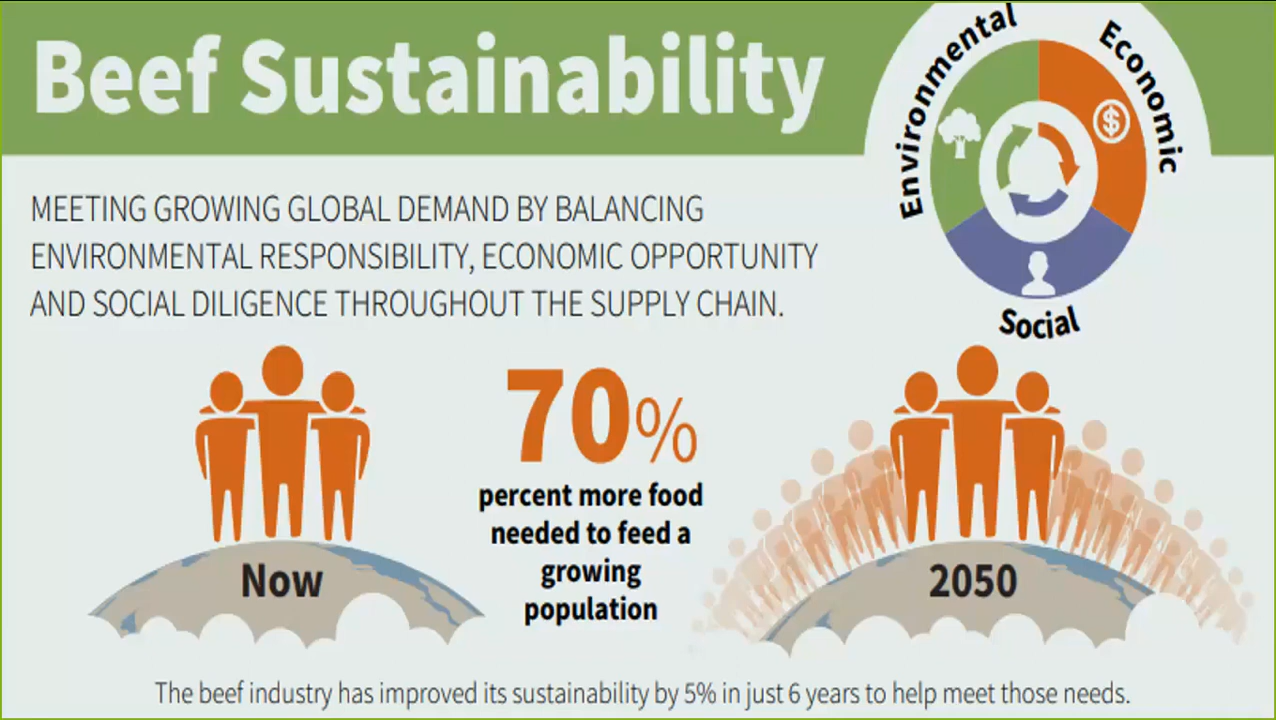 Beef Sustainability
Environmental
Economic
Social
MEETING GROWING GLOBAL DEMAND BY BALANCING
ENVIRONMENTAL RESPONSIBILITY, ECONOMIC OPPORTUNITY
AND SOCIAL DILIGENCE THROUGHOUT THE SUPPLY CHAIN.
$
70%
percent more food
needed to feed a
growing
population
Now
2050
The beef industry has improved its sustainability by 5% in just 6 years to help meet those needs.